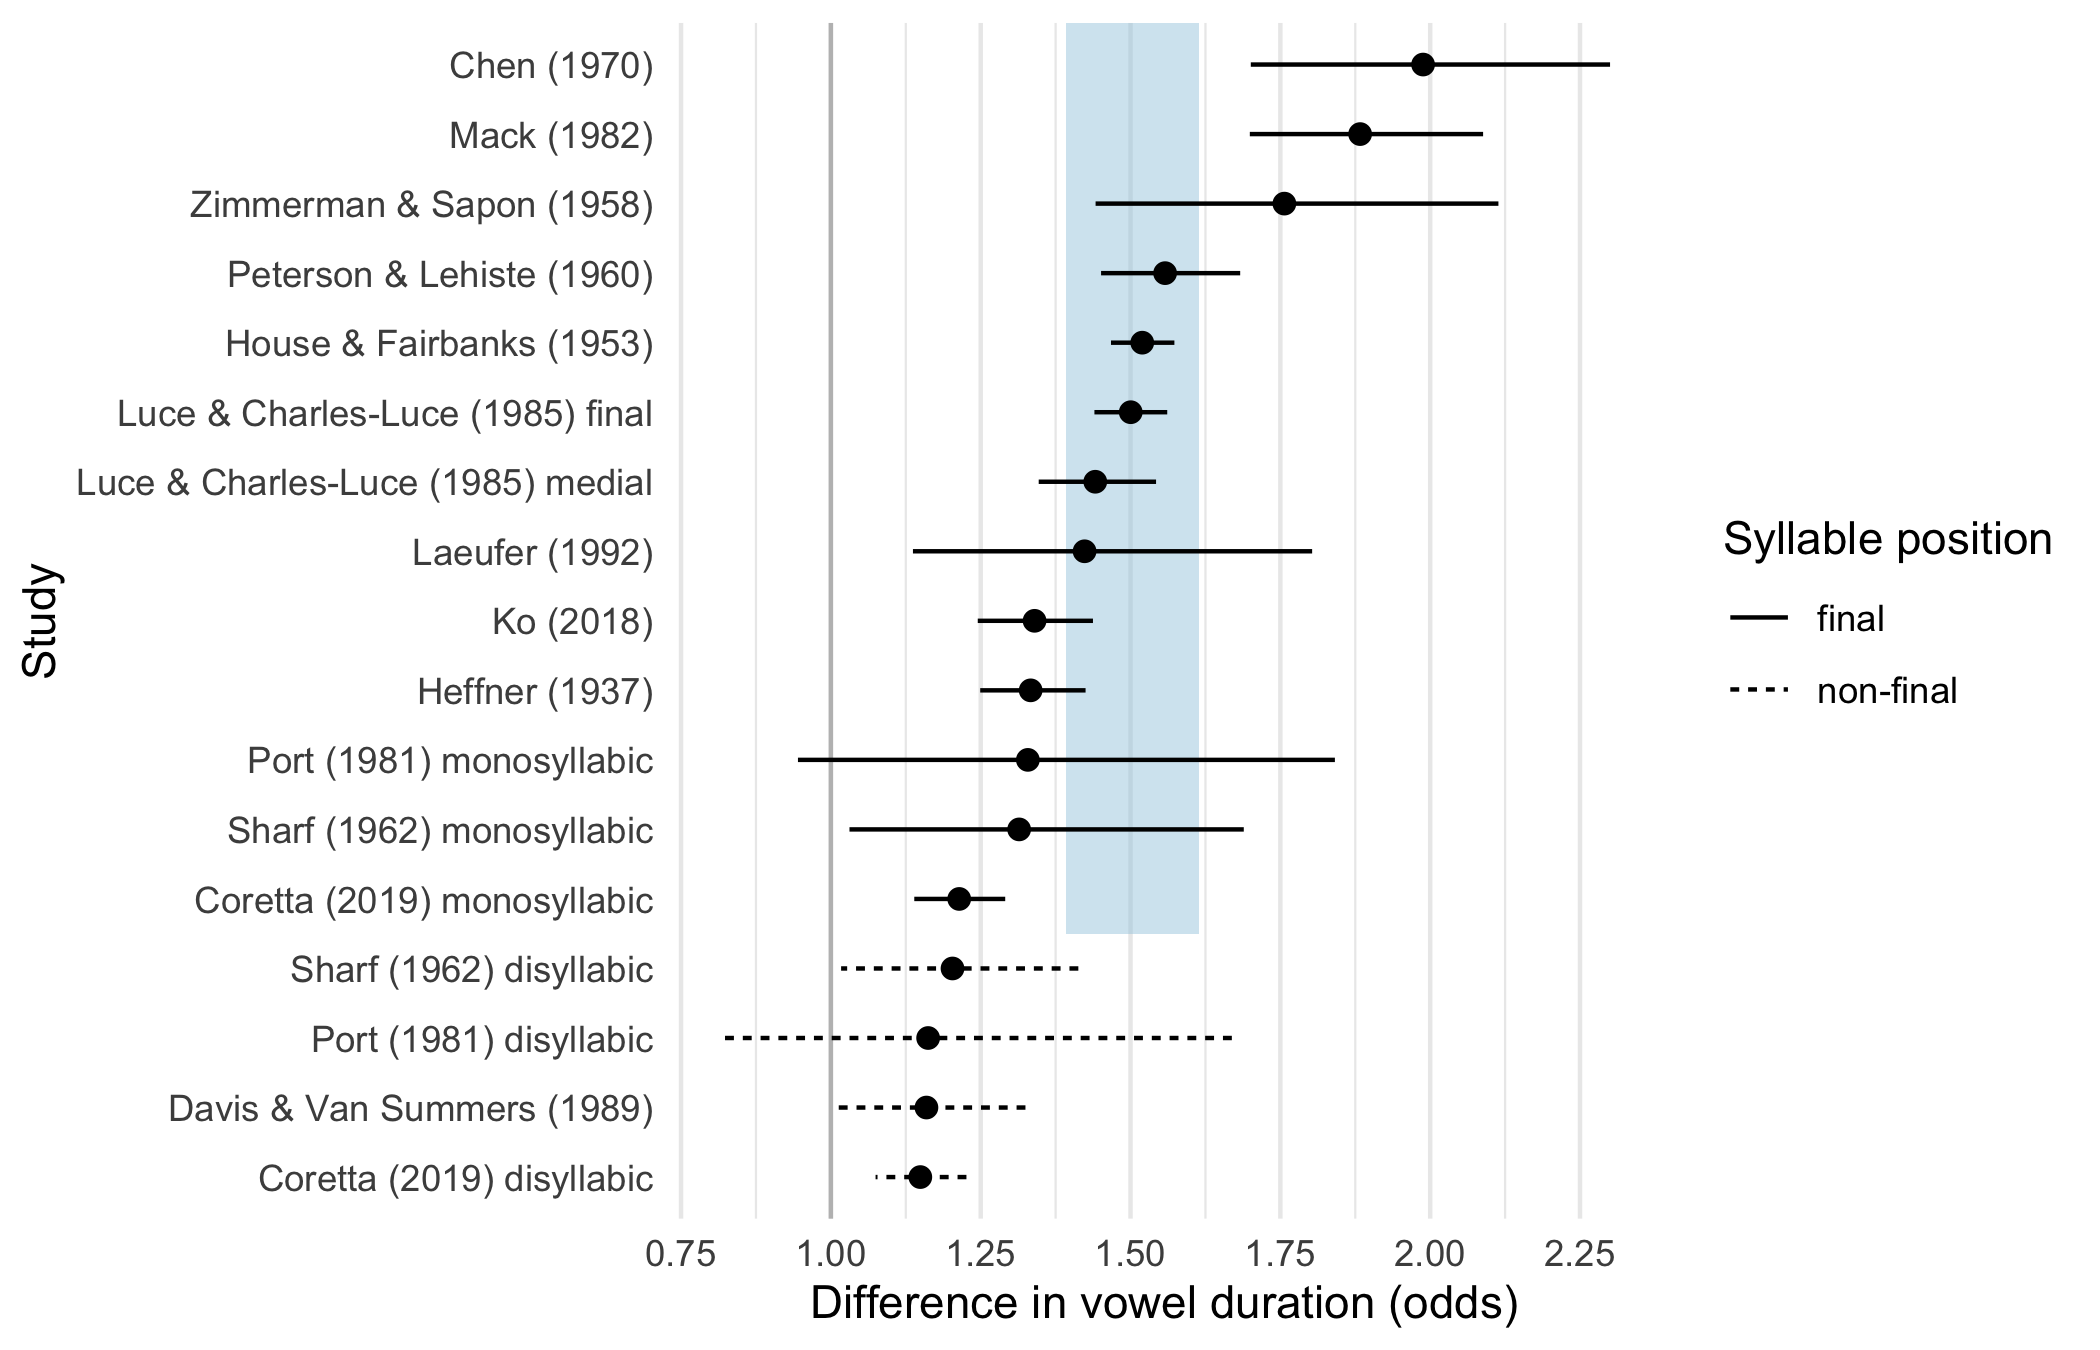 Chen (1970)
Mack (1982)
Zimmerman & Sapon (1958)
Peterson & Lehiste (1960)
House & Fairbanks (1953)
Luce & Charles-Luce (1985) final
Luce & Charles-Luce (1985) medial
Laeufer (1992)
Ko (2018)
Heffner (1937)
Port (1981) monosyllabic
Sharf (1962) monosyllabic
Coretta (2019) monosyllabic
Sharf (1962) disyllabic
Port (1981) disyllabic
Davis & Van Summers (1989)
Coretta (2019) disyllabic
Study
0.75 1.00 1.25 1.50 1.75 2.00 2.25
Difference in vowel duration (odds)
Syllable position
final
non-final